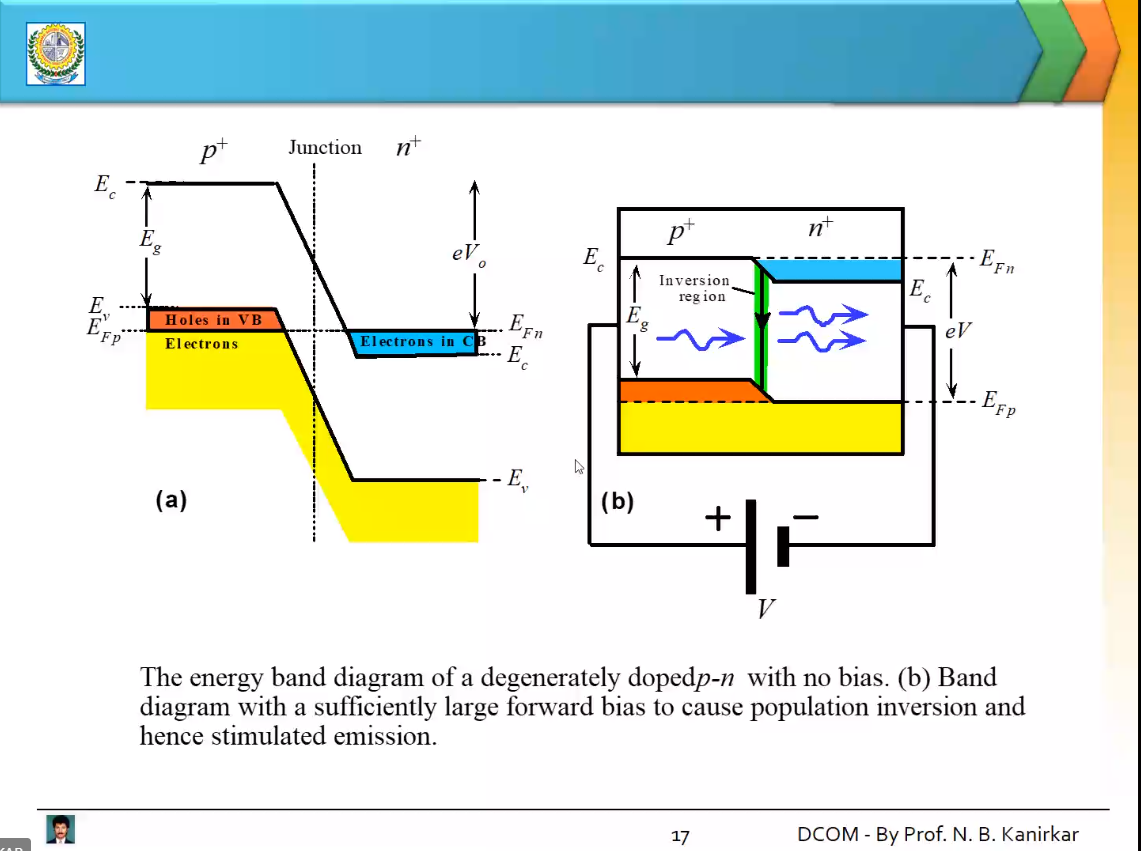 p+ Junction n+
Ec
Eg
eVo
Ev
EFp
Holes in VB
Electrons
Electrons in CB
EFn
Ec
Ev
(a)
p+ n+
Ec
EFn
Inversion
region
Ec
Eg
eV
EFp
(b)
+ −
V
The energy band diagram of a degenerately dopedp-n with no bias. (b) Band
diagram with a sufficiently large forward bias to cause population inversion and
hence stimulated emission.
17
DCOM - By Prof. N. B. Kanirkar